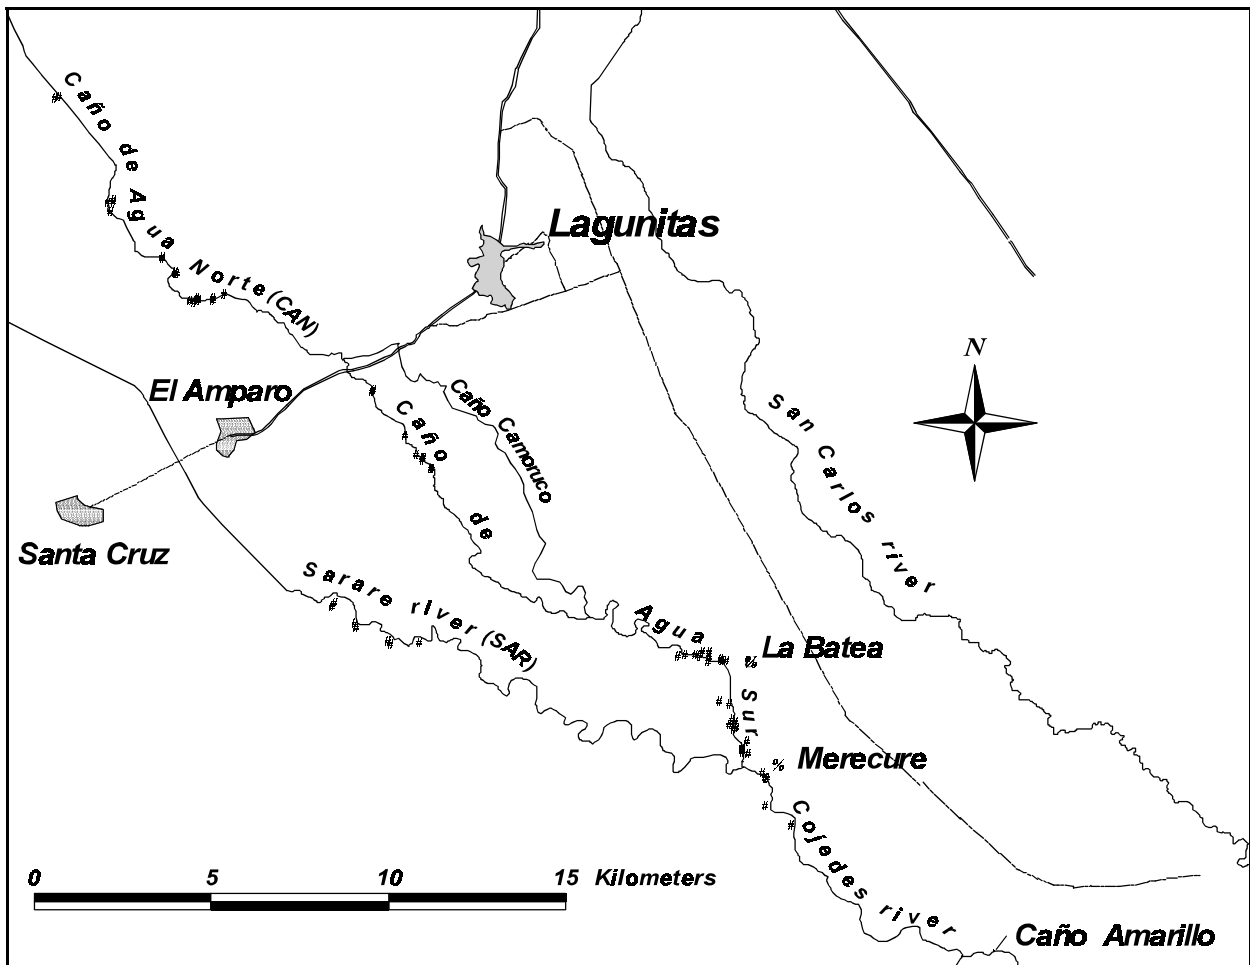 Caño de Agua Norte (CAN)
Lagunitas
N
El Amparo
Caño Camoruco
San Carlos river
Caño de Agua Sur
Santa Cruz
Sarare river (SAR)
% La Batea
% Merecure
Cojedes river
0 5 10 15 Kilometers
Caño Amarillo